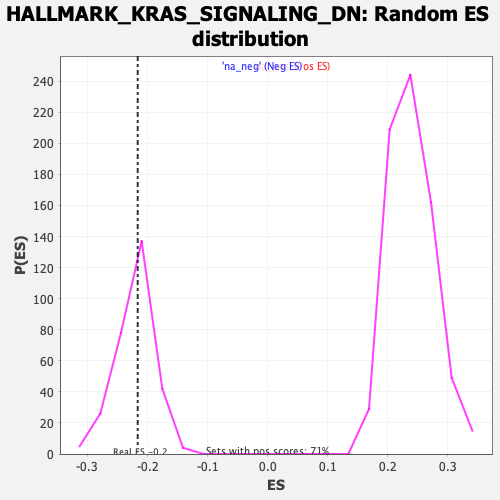 HALLMARK_KRAS_SIGNALING_DN: Random ES
distribution
'na_neg' (Neg ES)os ES)
P(ES)
240
220
200
180
160
140
120
100
80
60
40
20
0
Real ES -0.2
Sets with pos scores: 71%
-0.3 -0.2 -0.1 0.0 0.1 0.2 0.3
ES